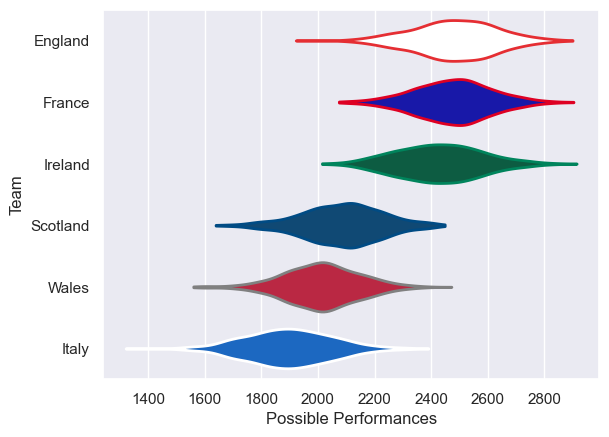 England
France
Ireland
Scotland
Wales
Italy
Team
1400 1600 1800 2000 2200 2400 2600 2800
Possible Performances